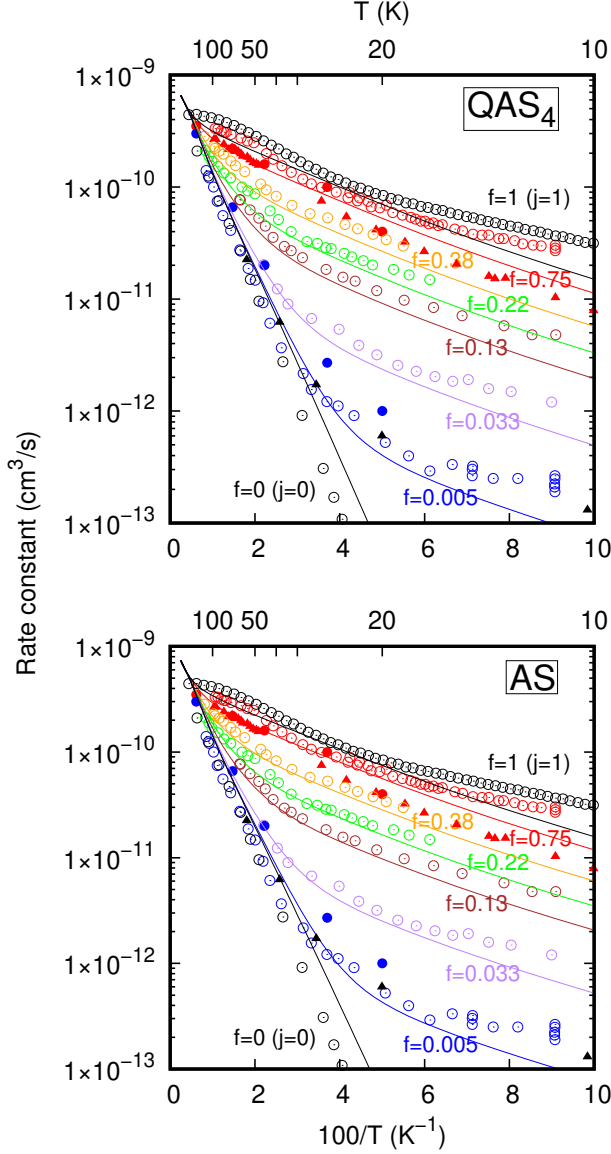 T (K)
100 50 20 10
1×10⁻⁹
QAS₄
1×10⁻¹⁰
f=1 (j=1)
f=0.38
f=0.75
1×10⁻¹¹
f=0.22
f=0.13
1×10⁻¹²
f=0.033
f=0 (j=0)
f=0.005
1×10⁻¹³
0 2 4 6 8 10
Rate constant (cm³/s)
100 50 20 10
1×10⁻⁹
AS
1×10⁻¹⁰
f=1 (j=1)
f=0.38
f=0.75
1×10⁻¹¹
f=0.22
f=0.13
1×10⁻¹²
f=0.033
f=0 (j=0)
f=0.005
1×10⁻¹³
0 2 4 6 8 10
100/T (K⁻¹)